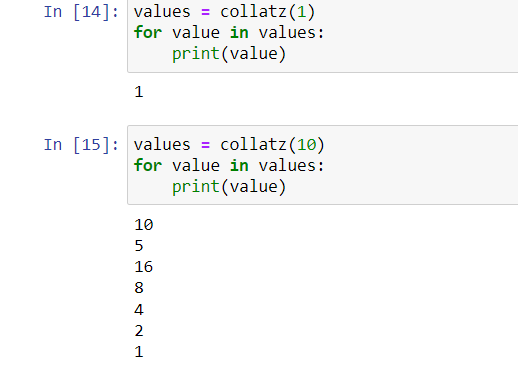 In [14]: values = collatz(1)
for value in values:
    print(value)
1
In [15]: values = collatz(10)
for value in values:
    print(value)
10
5
16
8
4
2
1